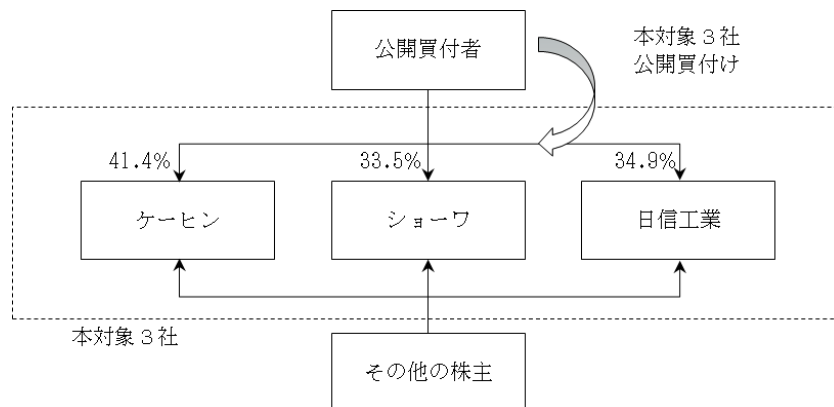 公開買付者
本対象3社
公開買付け
41.4%
33.5%
34.9%
ケーヒン
ショーワ
日信工業
本対象3社
その他の株主